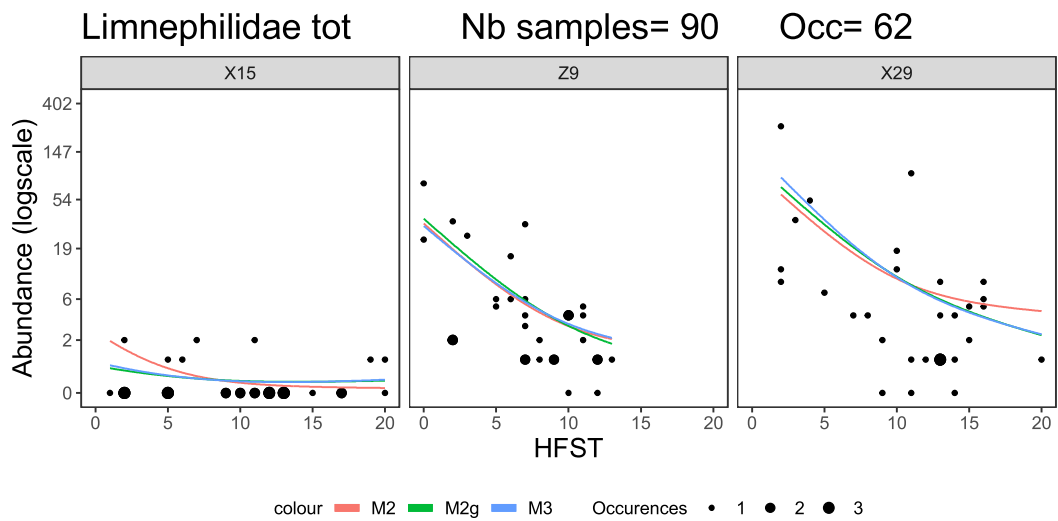 Limnephilidae tot Nb samples= 90 Occ= 62
X15 Z9 X29
402
147
54
19
6
2
0
Abundance (logscale)
0 5 10 15 20 0 5 10 15 20 0 5 10 15 20
HFST
colour M2 M2g M3 Occurences 1 2 3